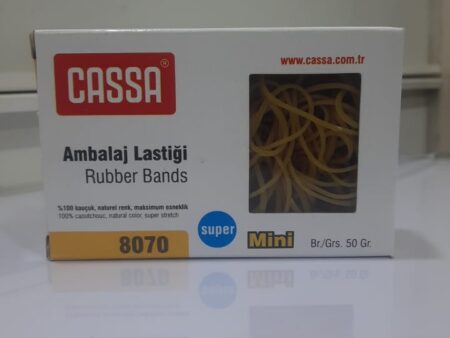 CASSA®
www.cassa.com.tr
Ambalaj Lastiği
Rubber Bands
%100 kauçuk, naturel renk, maksimum esneklik
100% cazoutchouc, natural color, super stretch
8070
super
Mini
Br./Grs. 50 Gr.